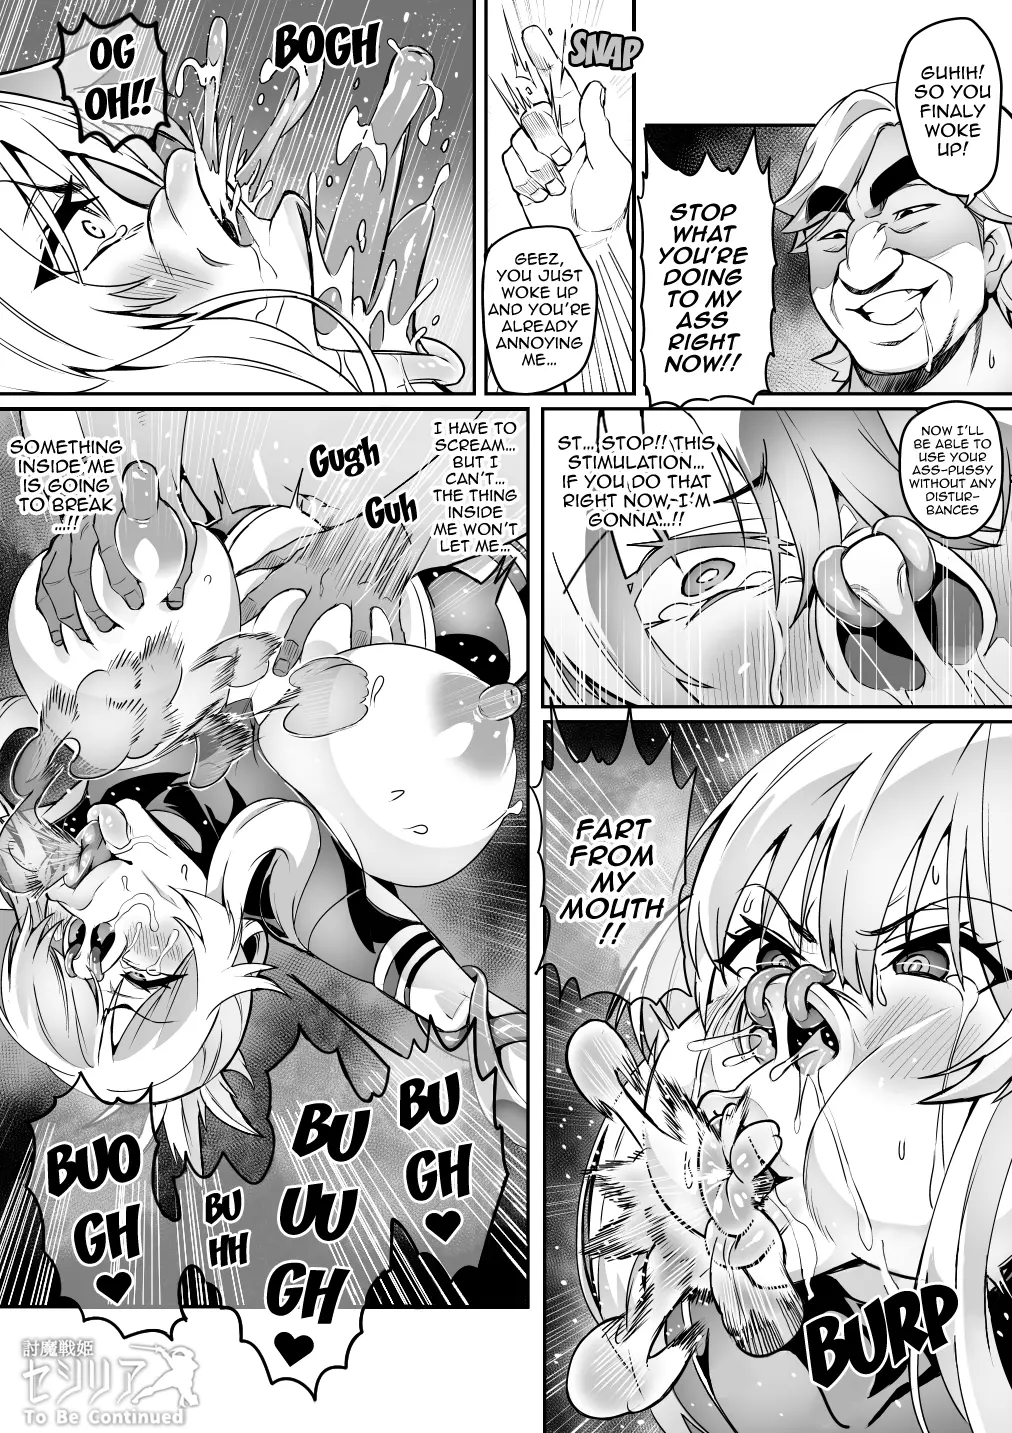 GUHIH!
SO YOU
FINALY
WOKE
UP!
STOP
WHAT
YOU'RE
DOING
TO MY
ASS
RIGHT
NOW!!
SNAP
GEEZ,
YOU JUST
WOKE UP
AND YOU'RE
ALREADY
ANNOYING
ME...
BOGH
OG
OH!!
NOW I'LL
BE ABLE TO
USE YOUR
ASS-PUSSY
WITHOUT ANY
DISTUR-
BANCES
ST... STOP!! THIS
STIMULATION...
IF YOU DO THAT
RIGHT NOW, I'M
GONNA...!!
FART
FROM
MY
MOUTH
!!
BURP
I HAVE TO
SCREAM...
BUT I
CAN'T...
THE THING
INSIDE
ME WON'T
LET ME...
Gugh
Guh
SOMETHING
INSIDE ME
IS GOING
TO BREAK
...!!
BU
GH
♥
BU
UU
GH
♥
BU
HH
BUO
GH
♥
討魔戦姫
セシリア
To Be Continued